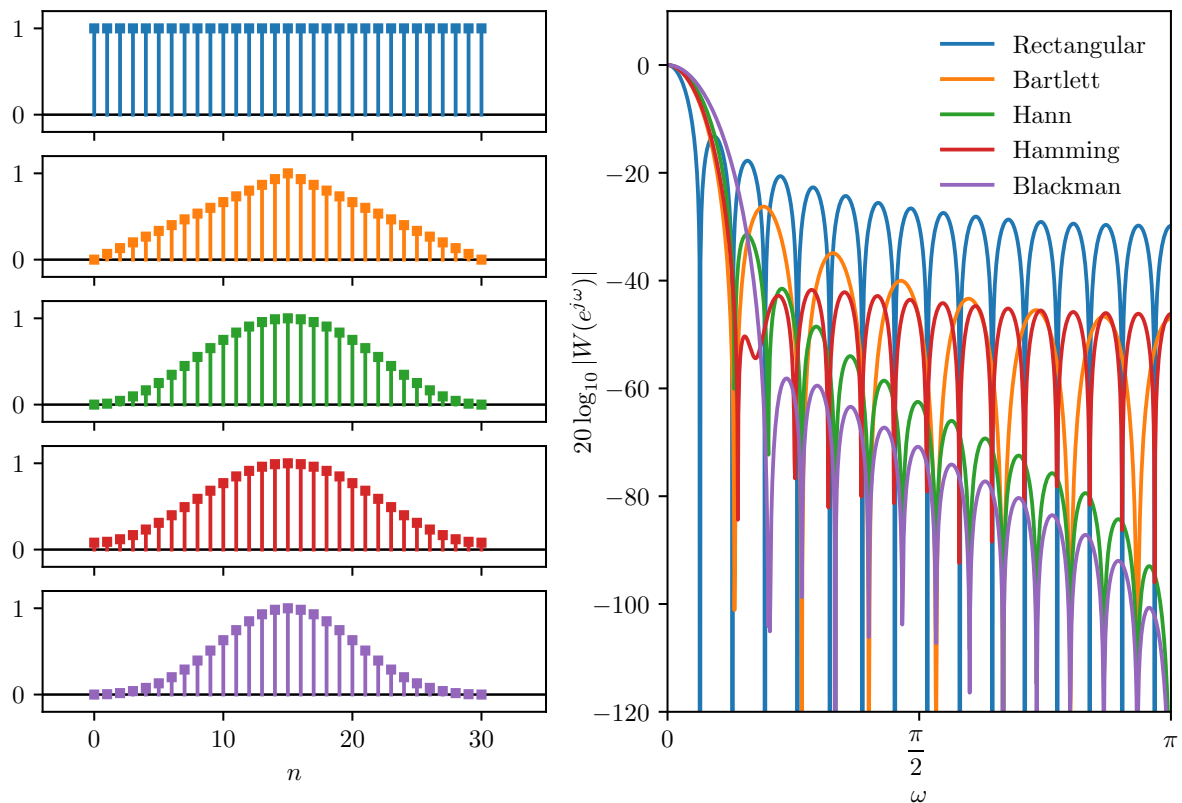 1
0
1
0
1
0
1
0
1
0
0 10 20 30
n
20 log₁₀ |W(e^{jω})|
0
−20
−40
−60
−80
−100
−120
0 π/2 π
ω
Rectangular
Bartlett
Hann
Hamming
Blackman